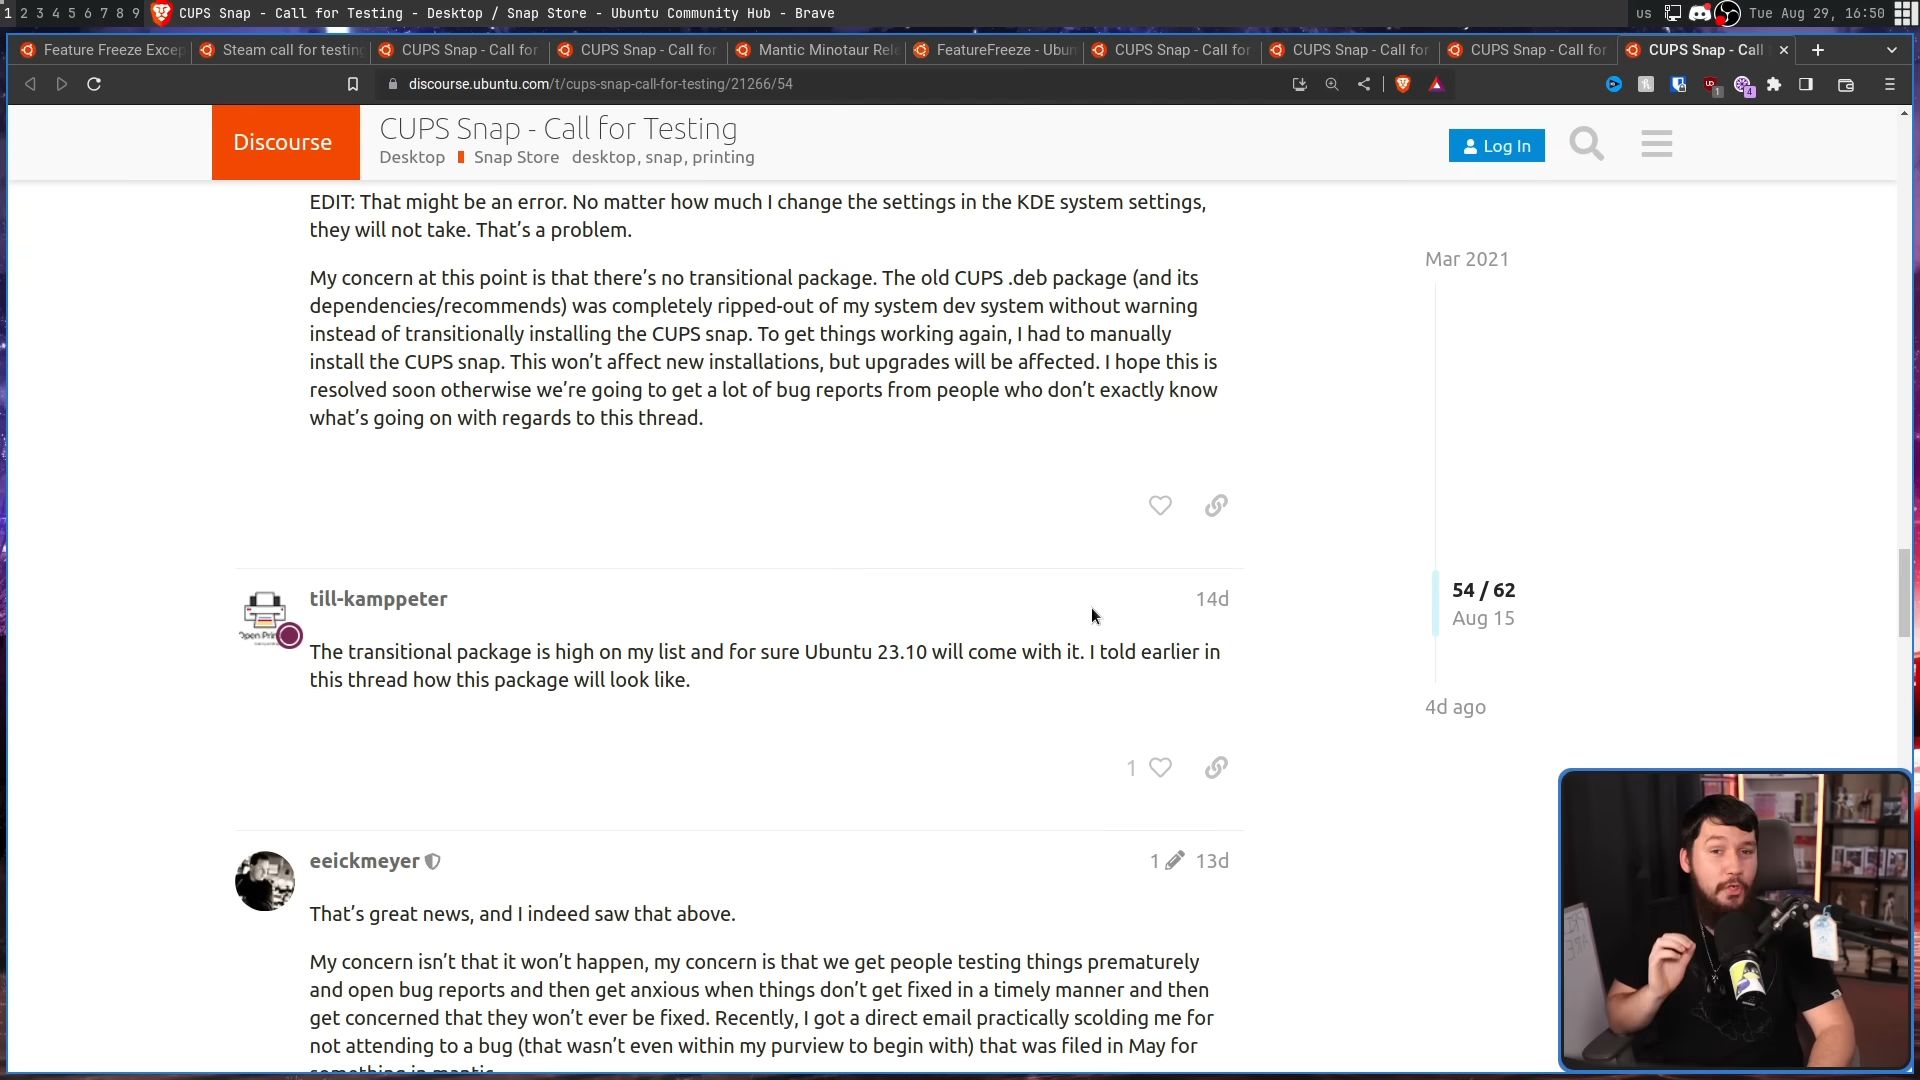 1 2 3 4 5 6 7 8 9 CUPS Snap - Call for Testing - Desktop / Snap Store - Ubuntu Community Hub - Brave
us Tue Aug 29, 16:50
Feature Freeze Excep
Steam call for testing
CUPS Snap - Call for
CUPS Snap - Call for
Mantic Minotaur Rele
FeatureFreeze - Ubun
CUPS Snap - Call for
CUPS Snap - Call for
CUPS Snap - Call for
CUPS Snap - Call
discourse.ubuntu.com/t/cups-snap-call-for-testing/21266/54
1
4
Discourse
CUPS Snap - Call for Testing
Desktop Snap Store desktop, snap, printing
Log In
EDIT: That might be an error. No matter how much I change the settings in the KDE system settings,
they will not take. That’s a problem.
My concern at this point is that there’s no transitional package. The old CUPS .deb package (and its
dependencies/recommends) was completely ripped-out of my system dev system without warning
instead of transitionally installing the CUPS snap. To get things working again, I had to manually
install the CUPS snap. This won’t affect new installations, but upgrades will be affected. I hope this is
resolved soon otherwise we’re going to get a lot of bug reports from people who don’t exactly know
what’s going on with regards to this thread.
Mar 2021
54 / 62
Aug 15
4d ago
till-kamppeter 14d
The transitional package is high on my list and for sure Ubuntu 23.10 will come with it. I told earlier in
this thread how this package will look like.
1
eeickmeyer 1 13d
That’s great news, and I indeed saw that above.
My concern isn’t that it won’t happen, my concern is that we get people testing things prematurely
and open bug reports and then get anxious when things don’t get fixed in a timely manner and then
get concerned that they won’t ever be fixed. Recently, I got a direct email practically scolding me for
not attending to a bug (that wasn’t even within my purview to begin with) that was filed in May for
something in mantic.